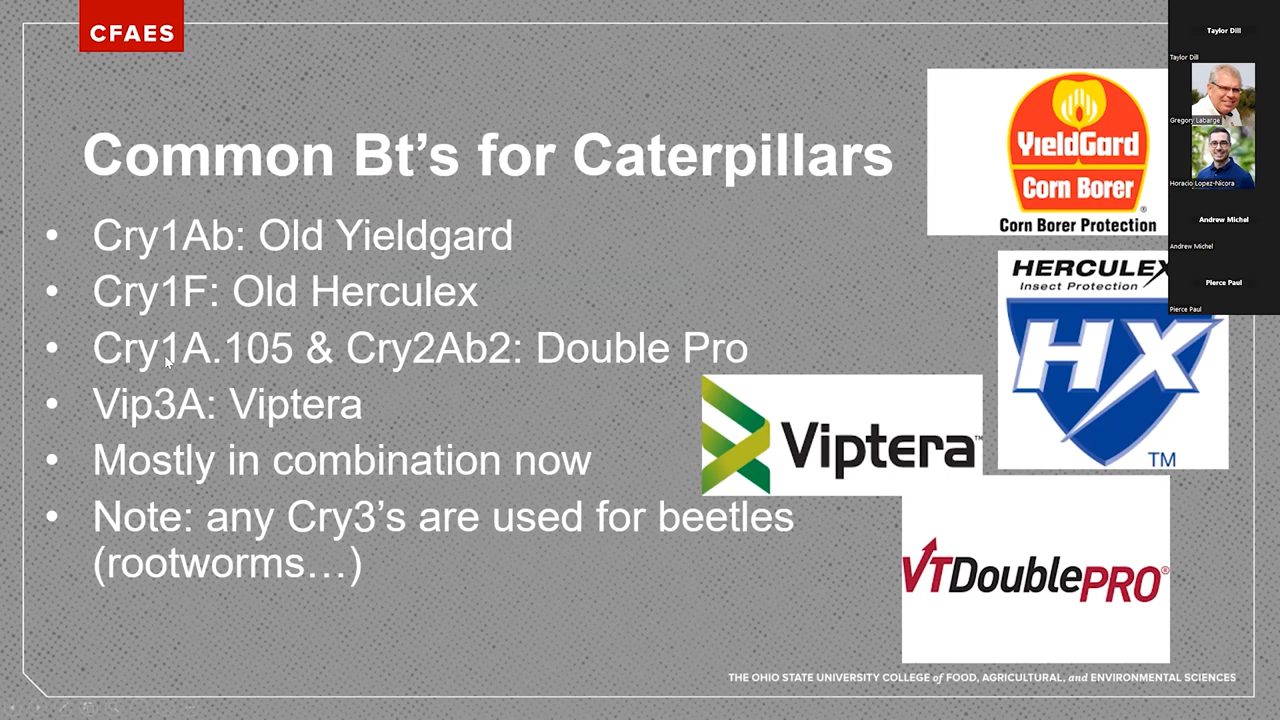 CFAES
Common Bt’s for Caterpillars
• Cry1Ab: Old Yieldgard
• Cry1F: Old Herculex
• Cry1A.105 & Cry2Ab2: Double Pro
• Vip3A: Viptera
• Mostly in combination now
• Note: any Cry3’s are used for beetles
(rootworms…)
YieldGard
Corn Borer
®
Corn Borer Protection
HERCULEX
Insect Protection
HX
TM
Viptera™
VTDoublePRO®
THE OHIO STATE UNIVERSITY COLLEGE of FOOD, AGRICULTURAL, and ENVIRONMENTAL SCIENCES
Taylor Dill
Taylor Dill
Gregory Labarge
Horacio Lopez-Nicora
Andrew Michel
Andrew Michel
Pierce Paul
Pierce Paul